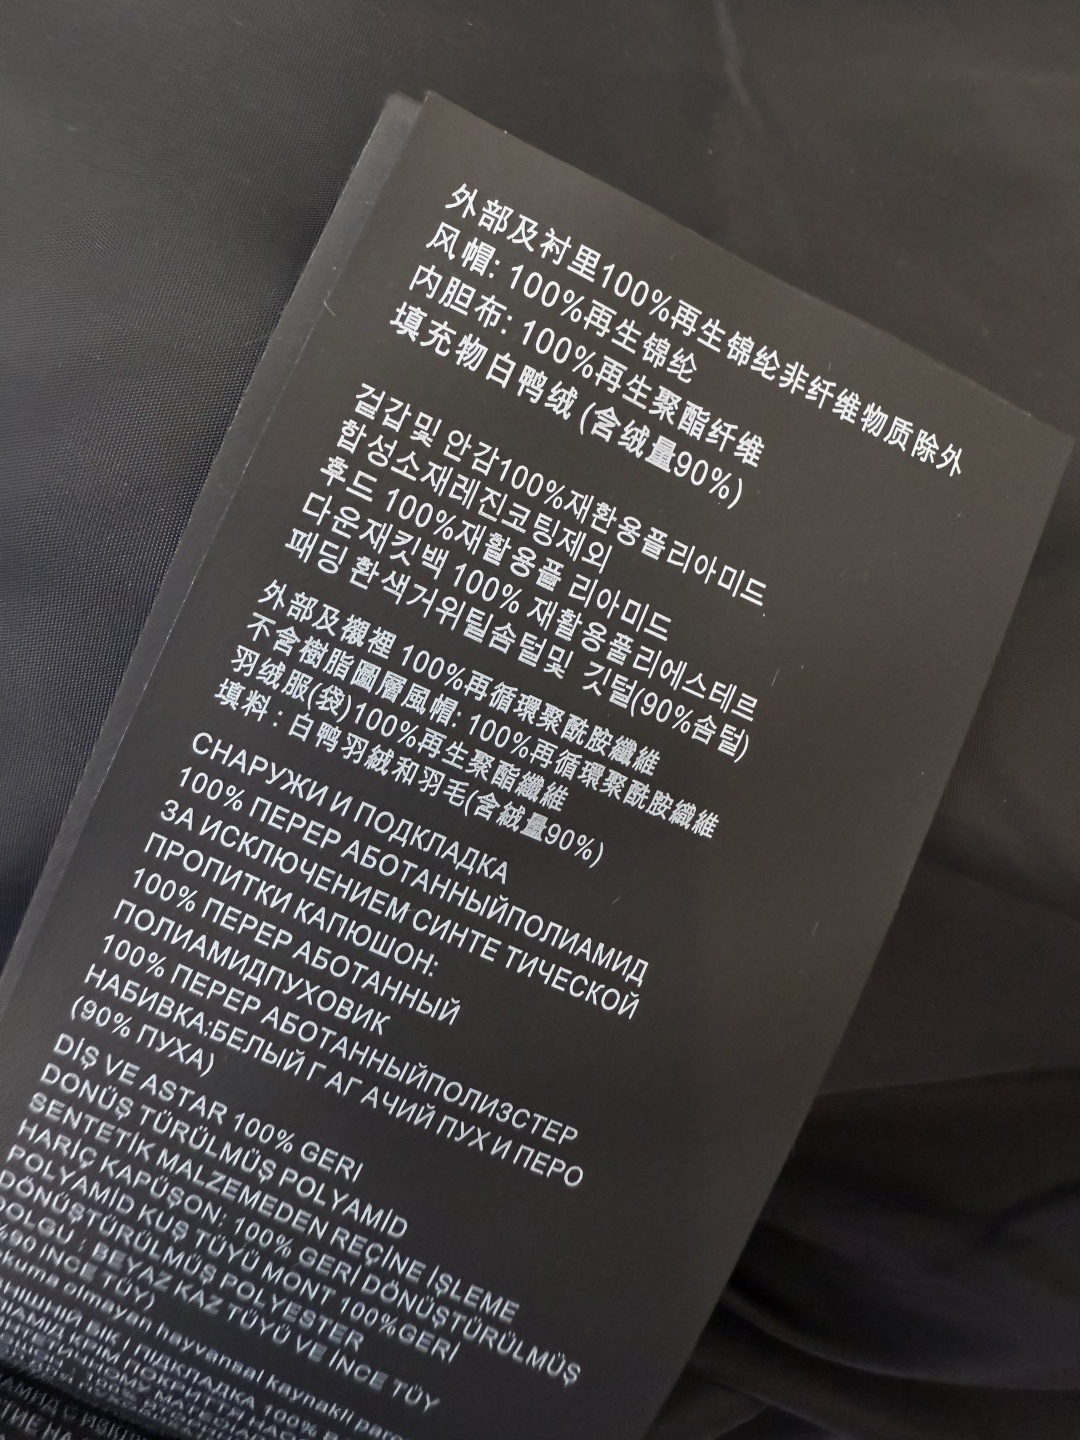 外部及衬里100%再生锦纶非纤维物质除外
风帽: 100%再生锦纶
内胆布: 100%再生聚酯纤维
填充物白鸭绒 (含绒量90%)
겉감및 안감100%재활용폴리아미드
합성소재레진코팅제외
후드 100%재활용폴 리아미드
다운재킷백 100% 재활용폴리에스테르
패딩 환색거위털솜털및 깃털(90%솜털)
外部及襯裡 100%再循環聚酰胺纖維
不含樹脂圖層風帽: 100%再循環聚酰胺纖維
羽绒服(袋)100%再生聚酯纖維
填料: 白鸭羽絨和羽毛(含絨量90%)
СНАРУЖИ И ПОДКЛАДКА
100% ПЕРЕР АБОТАННЫЙПОЛИАМИД
ЗА ИСКЛЮЧЕНИЕМ СИНТЕ ТИЧЕСКОЙ
ПРОПИТКИ КАПЮШОН:
100% ПЕРЕР АБОТАННЫЙ
ПОЛИАМИДПУХОВИК
100% ПЕРЕР АБОТАННЫЙПОЛИЗСТЕР
НАБИВКА:БЕЛЫЙ Г АГ АЧИЙ ПУХ И ПЕРО
(90% ПУХА)
DIŞ VE ASTAR 100% GERI
DONÜŞ TÜRÜLMÜŞ POLYAMİD
SENTETİK MALZEMEDEN REÇİNE İŞLEME
HARİÇ KAPÜŞON: 100% GERİ DÖNÜŞTÜRÜLMÜŞ
POLYAMİD KUŞ TÜYÜ MONT 100%GERİ
DÖNÜŞTÜRÜLMÜŞ POLYESTER
DOLGU : BEYAZ KAZ TÜYÜ VE İNCE TÜY
%90 INCE TÜY)
olmayan hayvansal kaynakli
ПІДКЛАДКА 100%